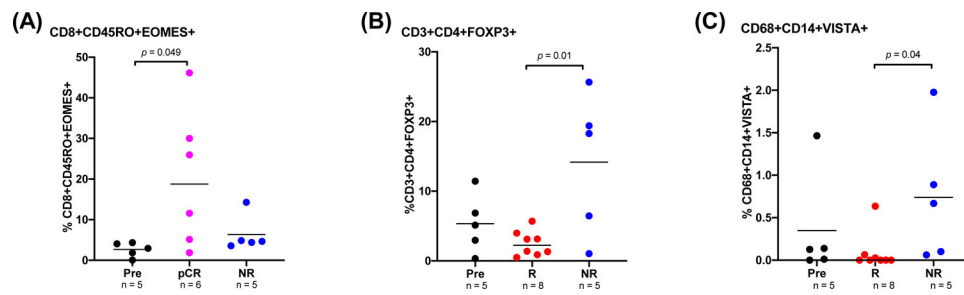 (A)
CD8+CD45RO+EOMES+
p = 0.049
% CD8+CD45RO+EOMES+
50
40
30
20
10
0
Pre
pCR
NR
n = 5
n = 6
n = 5
(B)
CD3+CD4+FOXP3+
p = 0.01
%CD3+CD4+FOXP3+
30
20
10
0
Pre
R
NR
n = 5
n = 8
n = 5
(C)
CD68+CD14+VISTA+
p = 0.04
% CD68+CD14+VISTA+
2.5
2.0
1.5
1.0
0.5
0.0
Pre
R
NR
n = 5
n = 8
n = 5